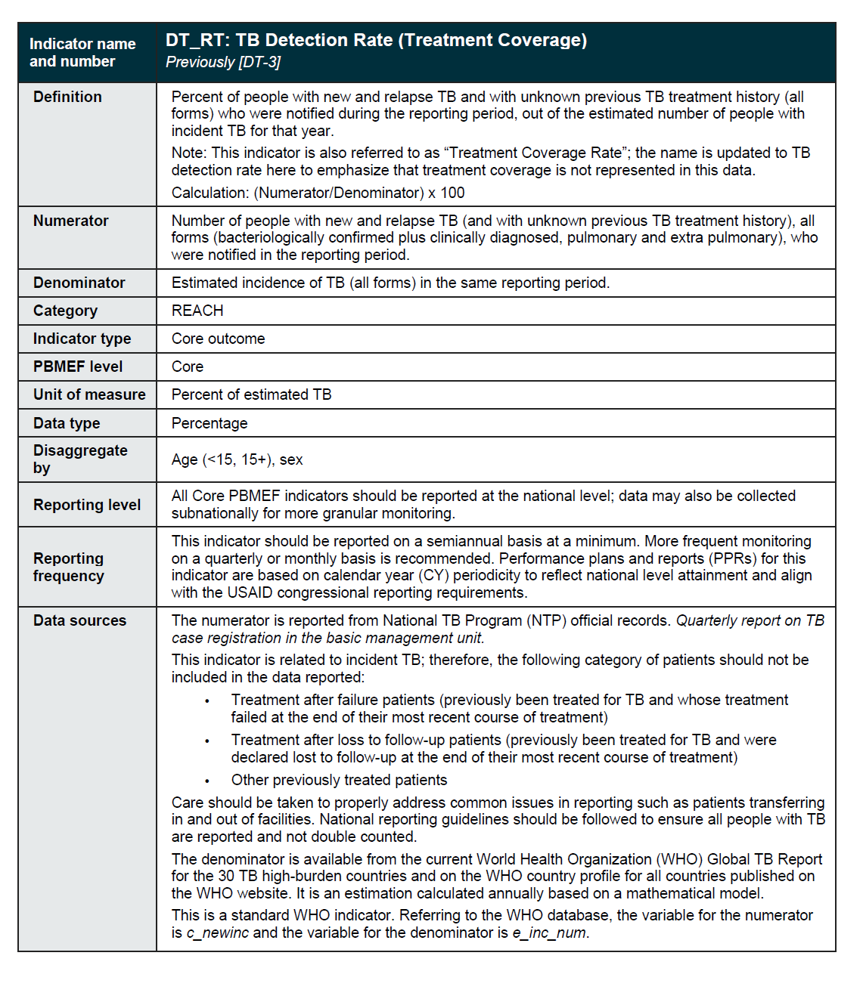 Indicator name
and number
DT_RT: TB Detection Rate (Treatment Coverage)
Previously [DT-3]
Definition
Percent of people with new and relapse TB and with unknown previous TB treatment history (all
forms) who were notified during the reporting period, out of the estimated number of people with
incident TB for that year.
Note: This indicator is also referred to as “Treatment Coverage Rate”; the name is updated to TB
detection rate here to emphasize that treatment coverage is not represented in this data.
Calculation: (Numerator/Denominator) x 100
Numerator
Number of people with new and relapse TB (and with unknown previous TB treatment history), all
forms (bacteriologically confirmed plus clinically diagnosed, pulmonary and extra pulmonary), who
were notified in the reporting period.
Denominator
Estimated incidence of TB (all forms) in the same reporting period.
Category
REACH
Indicator type
Core outcome
PBMEF level
Core
Unit of measure
Percent of estimated TB
Data type
Percentage
Disaggregate
by
Age (<15, 15+), sex
Reporting level
All Core PBMEF indicators should be reported at the national level; data may also be collected
subnationally for more granular monitoring.
Reporting
frequency
This indicator should be reported on a semiannual basis at a minimum. More frequent monitoring
on a quarterly or monthly basis is recommended. Performance plans and reports (PPRs) for this
indicator are based on calendar year (CY) periodicity to reflect national level attainment and align
with the USAID congressional reporting requirements.
Data sources
The numerator is reported from National TB Program (NTP) official records. Quarterly report on TB
case registration in the basic management unit.
This indicator is related to incident TB; therefore, the following category of patients should not be
included in the data reported:
• Treatment after failure patients (previously been treated for TB and whose treatment
failed at the end of their most recent course of treatment)
• Treatment after loss to follow-up patients (previously been treated for TB and were
declared lost to follow-up at the end of their most recent course of treatment)
• Other previously treated patients
Care should be taken to properly address common issues in reporting such as patients transferring
in and out of facilities. National reporting guidelines should be followed to ensure all people with TB
are reported and not double counted.
The denominator is available from the current World Health Organization (WHO) Global TB Report
for the 30 TB high-burden countries and on the WHO country profile for all countries published on
the WHO website. It is an estimation calculated annually based on a mathematical model.
This is a standard WHO indicator. Referring to the WHO database, the variable for the numerator
is c_newinc and the variable for the denominator is e_inc_num.